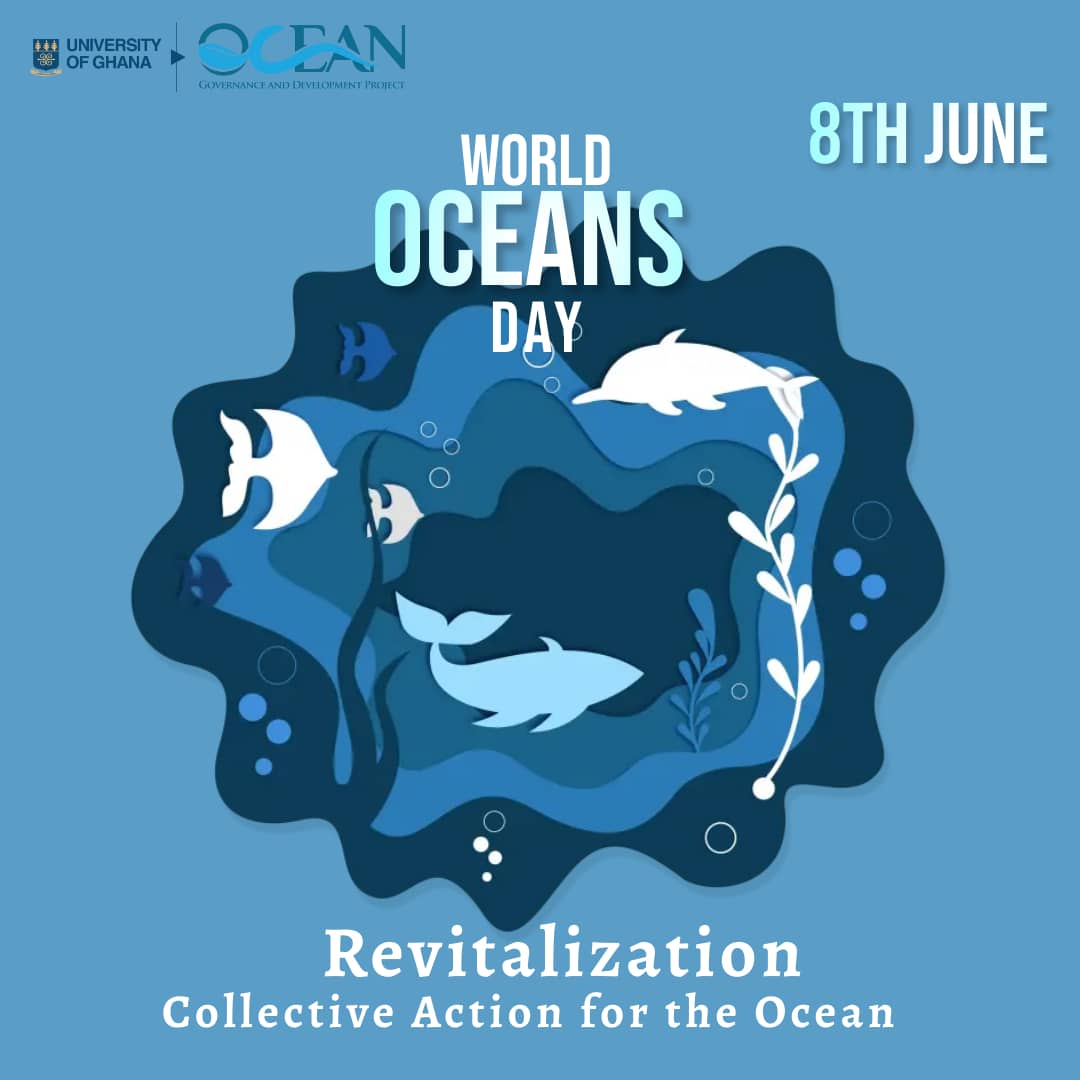 UNIVERSITY
OF GHANA
OCEAN
GOVERNANCE AND DEVELOPMENT PROJECT
8TH JUNE
WORLD
OCEANS
DAY
Revitalization
Collective Action for the Ocean